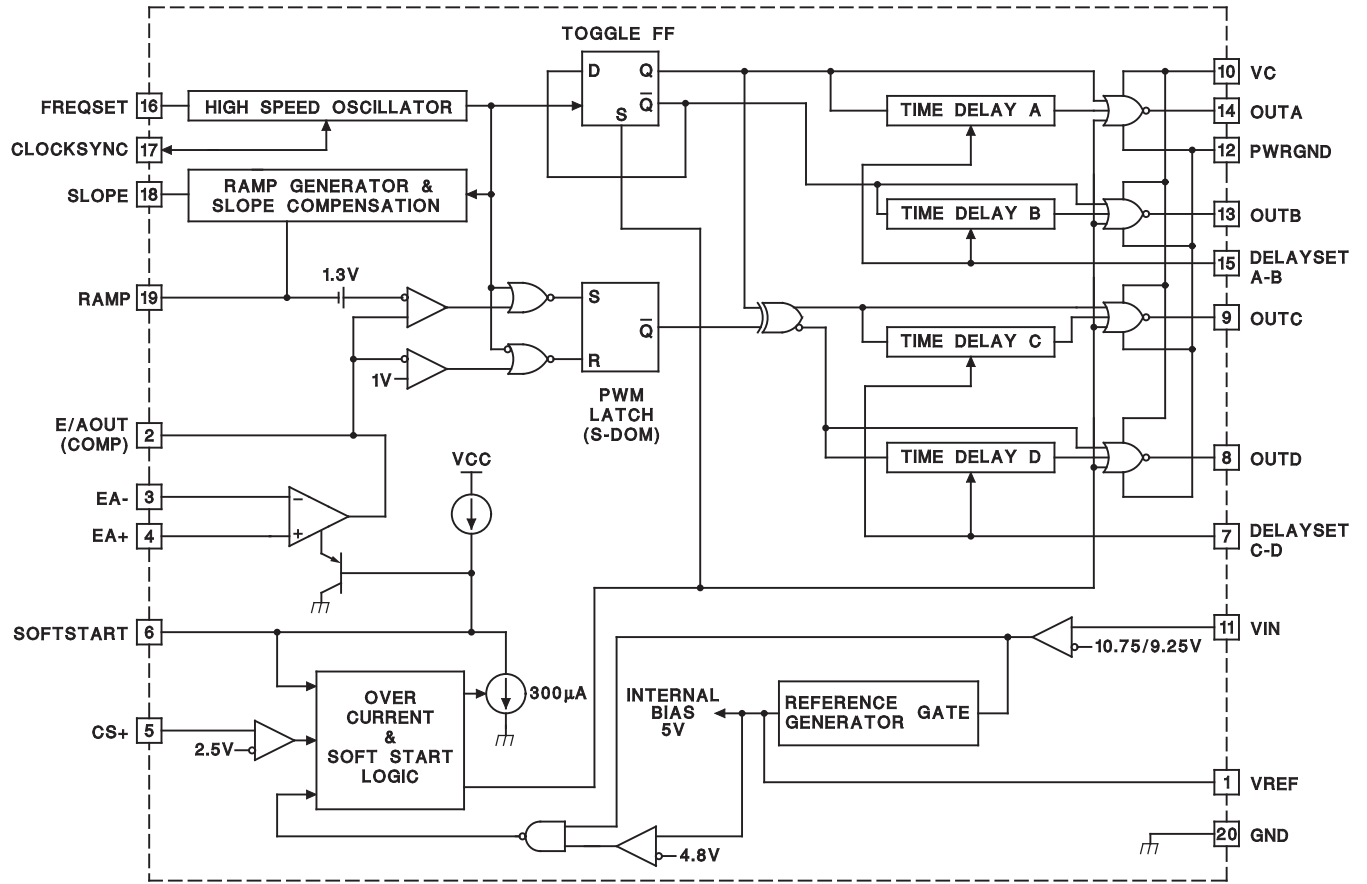 TOGGLE FF
D
Q
Q
S
FREQSET 16
HIGH SPEED OSCILLATOR
CLOCKSYNC 17
SLOPE 18
RAMP GENERATOR &
SLOPE COMPENSATION
RAMP 19
1.3V
1V
S
R
Q
PWM
LATCH
(S-DOM)
E/AOUT
(COMP)
2
EA- 3
EA+ 4
−
+
VCC
SOFTSTART 6
OVER
CURRENT
&
SOFT START
LOGIC
300µA
CS+ 5
2.5V
TIME DELAY A
TIME DELAY B
TIME DELAY C
TIME DELAY D
10 VC
14 OUTA
12 PWRGND
13 OUTB
15 DELAYSET
A-B
9 OUTC
8 OUTD
7 DELAYSET
C-D
11 VIN
10.75/9.25V
INTERNAL
BIAS
5V
REFERENCE
GENERATOR
GATE
1 VREF
20 GND
4.8V